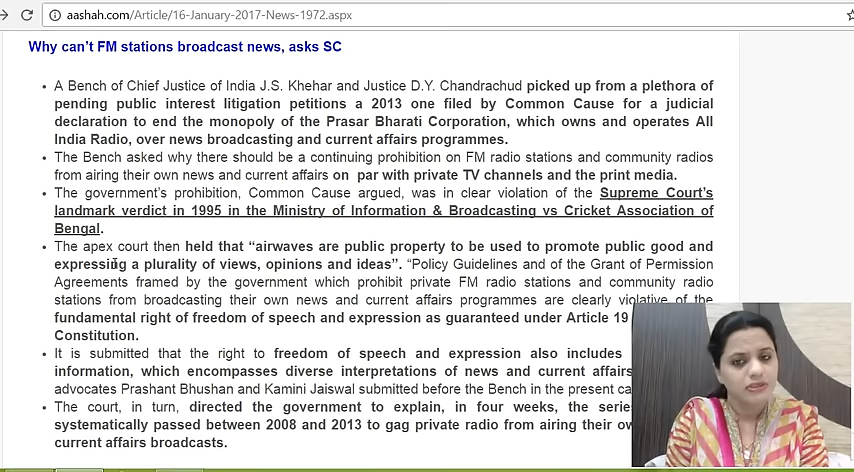 aashah.com/Article/16-January-2017-News-1972.aspx
Why can't FM stations broadcast news, asks SC
• A Bench of Chief Justice of India J.S. Khehar and Justice D.Y. Chandrachud picked up from a plethora of
pending public interest litigation petitions a 2013 one filed by Common Cause for a judicial
declaration to end the monopoly of the Prasar Bharati Corporation, which owns and operates All
India Radio, over news broadcasting and current affairs programmes.
• The Bench asked why there should be a continuing prohibition on FM radio stations and community radios
from airing their own news and current affairs on par with private TV channels and the print media.
• The government's prohibition, Common Cause argued, was in clear violation of the Supreme Court's
landmark verdict in 1995 in the Ministry of Information & Broadcasting vs Cricket Association of
Bengal.
• The apex court then held that “airwaves are public property to be used to promote public good and
expressing a plurality of views, opinions and ideas”. “Policy Guidelines and of the Grant of Permission
Agreements framed by the government which prohibit private FM radio stations and community radio
stations from broadcasting their own news and current affairs programmes are clearly violative of the
fundamental right of freedom of speech and expression as guaranteed under Article 19
Constitution.
• It is submitted that the right to freedom of speech and expression also includes
information, which encompasses diverse interpretations of news and current affairs
advocates Prashant Bhushan and Kamini Jaiswal submitted before the Bench in the present
• The court, in turn, directed the government to explain, in four weeks, the
systematically passed between 2008 and 2013 to gag private radio from airing their
current affairs broadcasts.